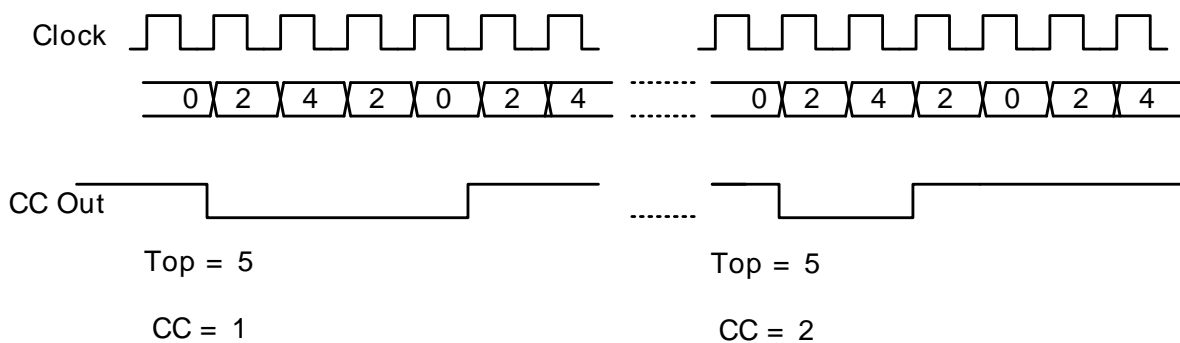 Clock
0 2 4 2 0 2 4 0 2 4 2 0 2 4
CC Out
Top = 5 Top = 5
CC = 1 CC = 2